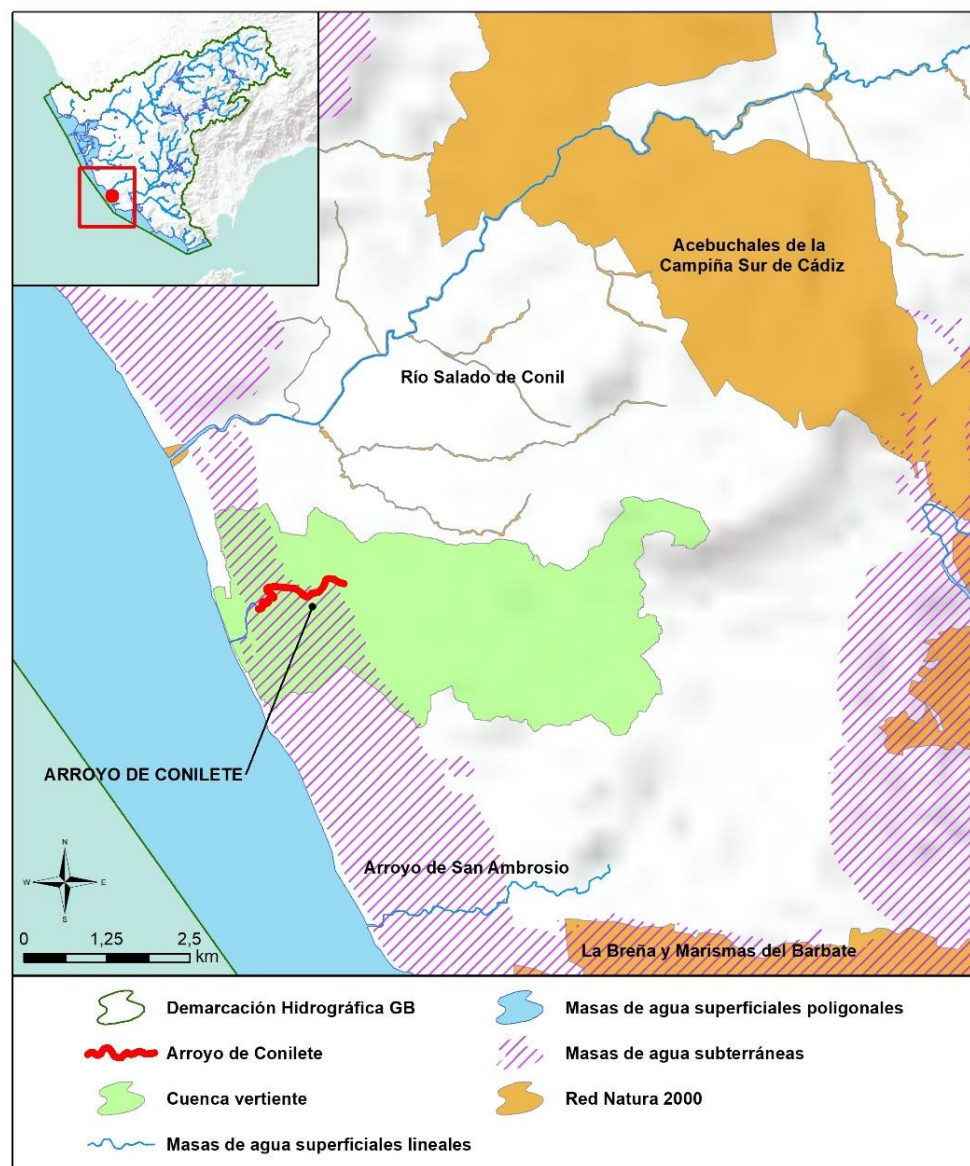 Acebuchales de la
Campiña Sur de Cádiz
Río Salado de Conil
ARROYO DE CONILETE
Arroyo de San Ambrosio
La Breña y Marismas del Barbate
N
W E
S
0 1,25 2,5
km
Demarcación Hidrográfica GB
Arroyo de Conilete
Cuenca vertiente
Masas de agua superficiales lineales
Masas de agua superficiales poligonales
Masas de agua subterráneas
Red Natura 2000